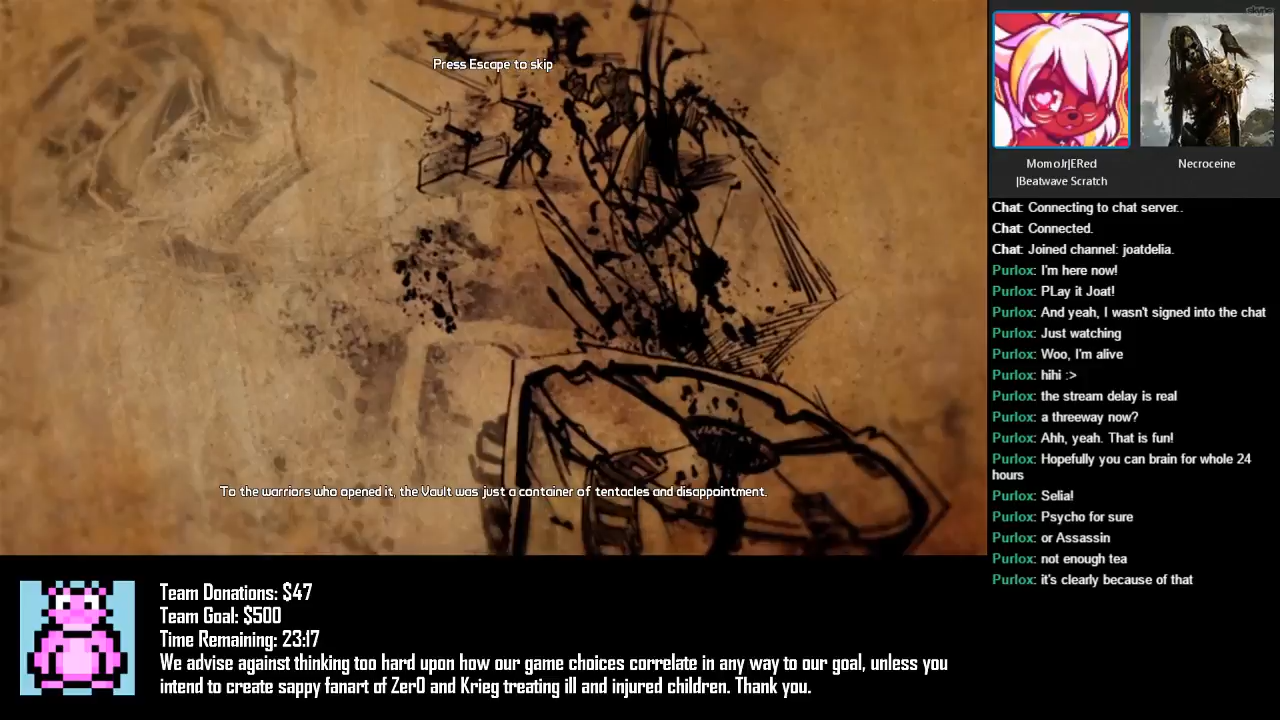 Press Escape to skip
To the warriors who opened it, the Vault was just a container of tentacles and disappointment.
skype
MomoJr|ERed
|Beatwave Scratch
Necroceine
Chat: Connecting to chat server..
Chat: Connected.
Chat: Joined channel: joatdelia.
Purlox: I'm here now!
Purlox: PLay it Joat!
Purlox: And yeah, I wasn't signed into the chat
Purlox: Just watching
Purlox: Woo, I'm alive
Purlox: hihi :>
Purlox: the stream delay is real
Purlox: a threeway now?
Purlox: Ahh, yeah. That is fun!
Purlox: Hopefully you can brain for whole 24
hours
Purlox: Selia!
Purlox: Psycho for sure
Purlox: or Assassin
Purlox: not enough tea
Purlox: it's clearly because of that
Team Donations: $47
Team Goal: $500
Time Remaining: 23:17
We advise against thinking too hard upon how our game choices correlate in any way to our goal, unless you
intend to create sappy fanart of Zer0 and Krieg treating ill and injured children. Thank you.